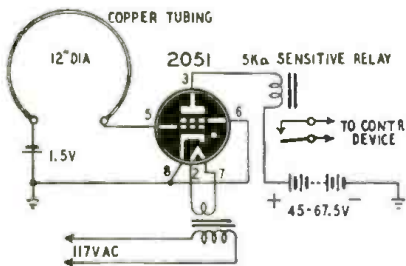 COPPER TUBING
12" DIA
2051
5KΩ SENSITIVE RELAY
3
5
6
TO CONTR
DEVICE
1.5V
8
2
7
+
-
45-67.5V
117VAC